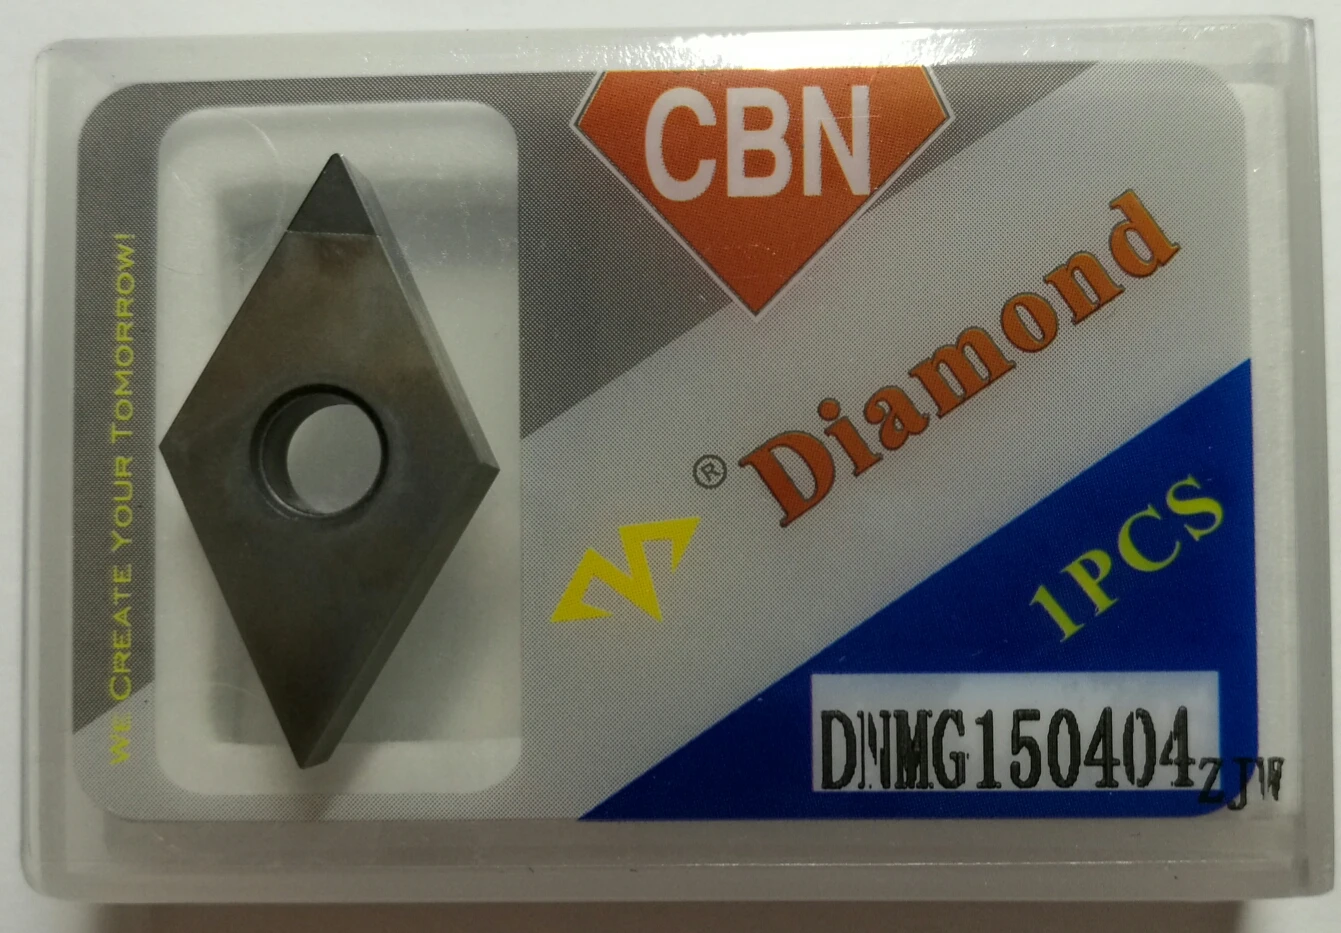 CBN
WE CREATE YOUR TOMORROW!
® Diamond
1PCS
DNMG150404
ZJW